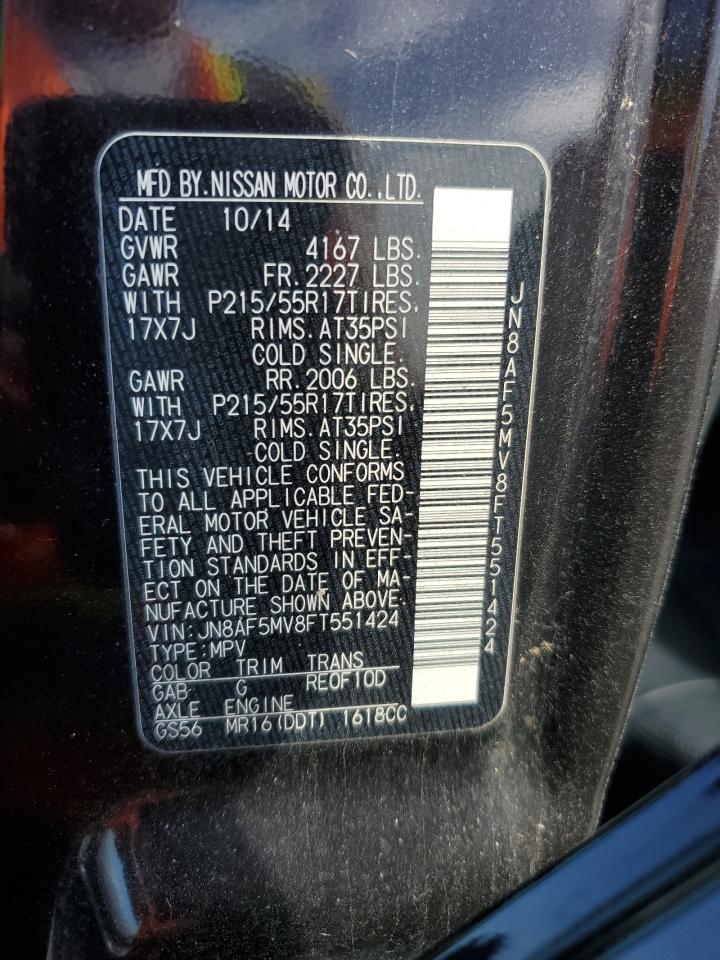 MFD BY.NISSAN MOTOR CO.,LTD.
DATE 10/14
GVWR 4167 LBS.
GAWR FR.2227 LBS.
WITH P215/55R17TIRES,
17X7J RIMS.AT35PSI
COLD SINGLE.
GAWR RR.2006 LBS.
WITH P215/55R17TIRES,
17X7J RIMS.AT35PSI
COLD SINGLE.
THIS VEHICLE CONFORMS
TO ALL APPLICABLE FED-
ERAL MOTOR VEHICLE SA-
FETY AND THEFT PREVEN-
TION STANDARDS IN EFF-
ECT ON THE DATE OF MA-
NUFACTURE SHOWN ABOVE.
VIN:JN8AF5MV8FT551424
TYPE:MPV
COLOR TRIM TRANS
GAB- G RE0F10D
AXLE ENGINE
GS56 MR16(DDT) 1618CC
JN8AF5MV8FT551424